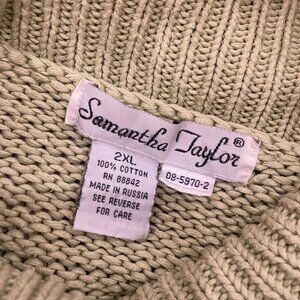 Samantha Taylor®
2XL
100% COTTON
RN 88842
MADE IN RUSSIA
SEE REVERSE
FOR CARE
08-5970-2